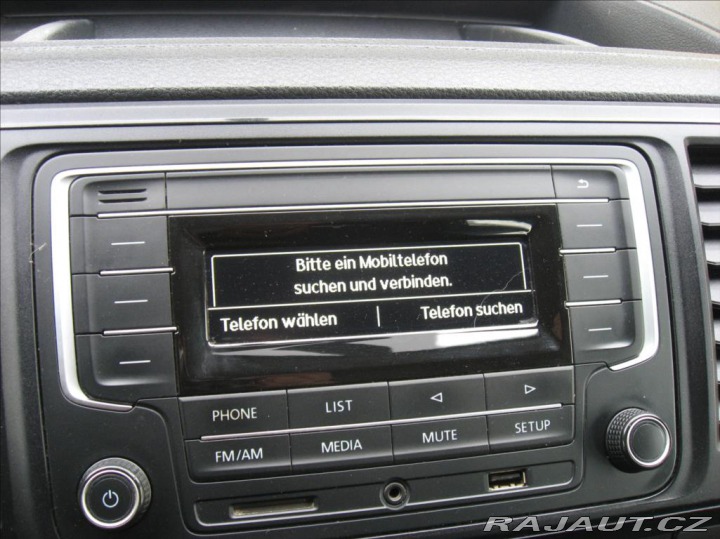 Bitte ein Mobiltelefon
suchen und verbinden.
Telefon wählen | Telefon suchen
PHONE LIST
FM/AM MEDIA MUTE SETUP
RAJAUT.CZ